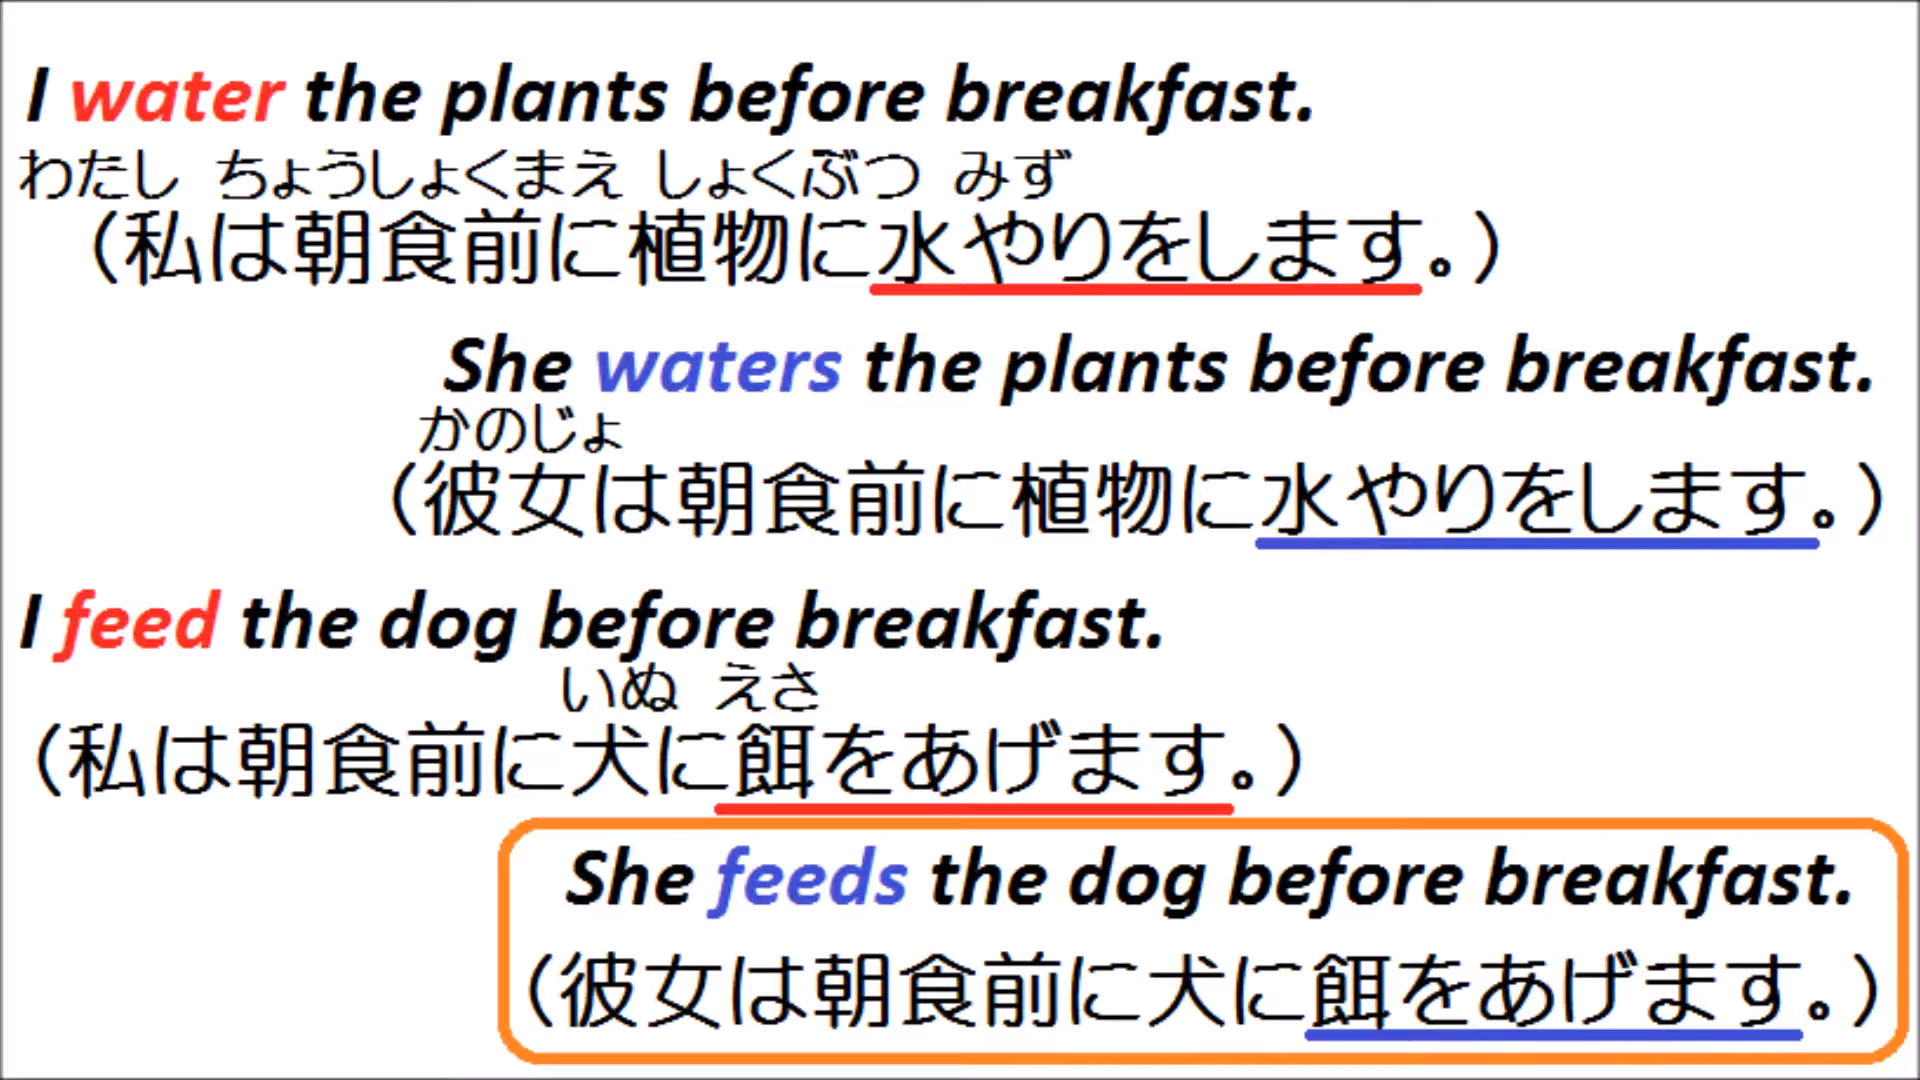 I water the plants before breakfast.
わたし ちょうしょくまえ しょくぶつ みず
（私は朝食前に植物に水やりをします。）
She waters the plants before breakfast.
かのじょ
（彼女は朝食前に植物に水やりをします。）
I feed the dog before breakfast.
いぬ えさ
（私は朝食前に犬に餌をあげます。）
She feeds the dog before breakfast.
（彼女は朝食前に犬に餌をあげます。）